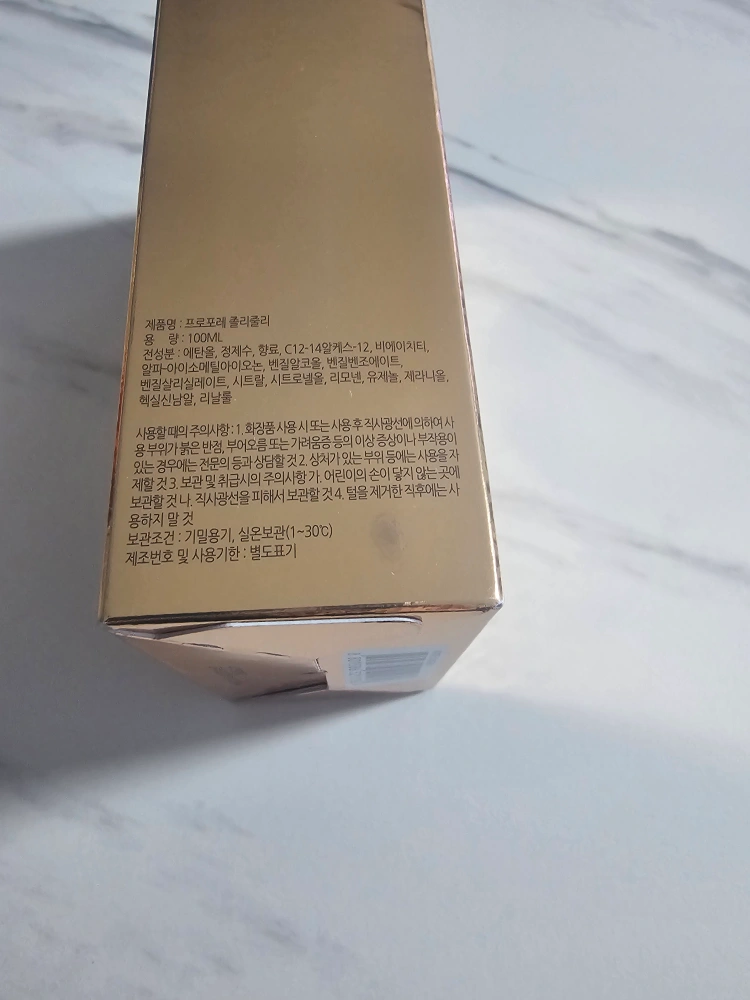 제품명 : 프로포레 졸리줄리
용 량 : 100ML
전성분 : 에탄올, 정제수, 향료, C12-14알케스-12, 비에이치티,
알파-아이소메틸아이오논, 벤질알코올, 벤질벤조에이트,
벤질살리실레이트, 시트랄, 시트로넬올, 리모넨, 유제놀, 제라니올,
헥실신남알, 리날룰
사용할 때의 주의사항 : 1. 화장품 사용 시 또는 사용 후 직사광선에 의하여 사
용 부위가 붉은 반점, 부어오름 또는 가려움증 등의 이상 증상이나 부작용이
있는 경우에는 전문의 등과 상담할 것 2. 상처가 있는 부위 등에는 사용을 자
제할 것 3. 보관 및 취급시의 주의사항 가. 어린이의 손이 닿지 않는 곳에
보관할 것 나. 직사광선을 피해서 보관할 것 4. 털을 제거한 직후에는 사
용하지 말 것
보관조건 : 기밀용기, 실온보관(1~30℃)
제조번호 및 사용기한 : 별도표기